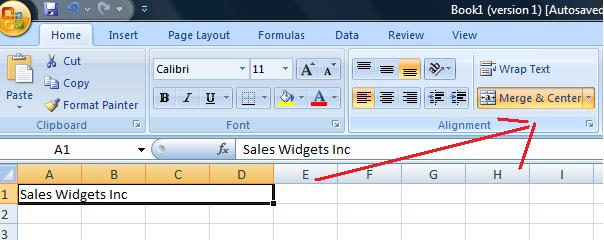 Book1 (version 1) [Autosaved
Home Insert Page Layout Formulas Data Review View
Paste
Cut
Copy
Format Painter
Clipboard
Calibri 11 A A
B I U A
Font
Wrap Text
Merge & Center
Alignment
A1 fx Sales Widgets Inc
A B C D E F G H I
1 Sales Widgets Inc
2
3